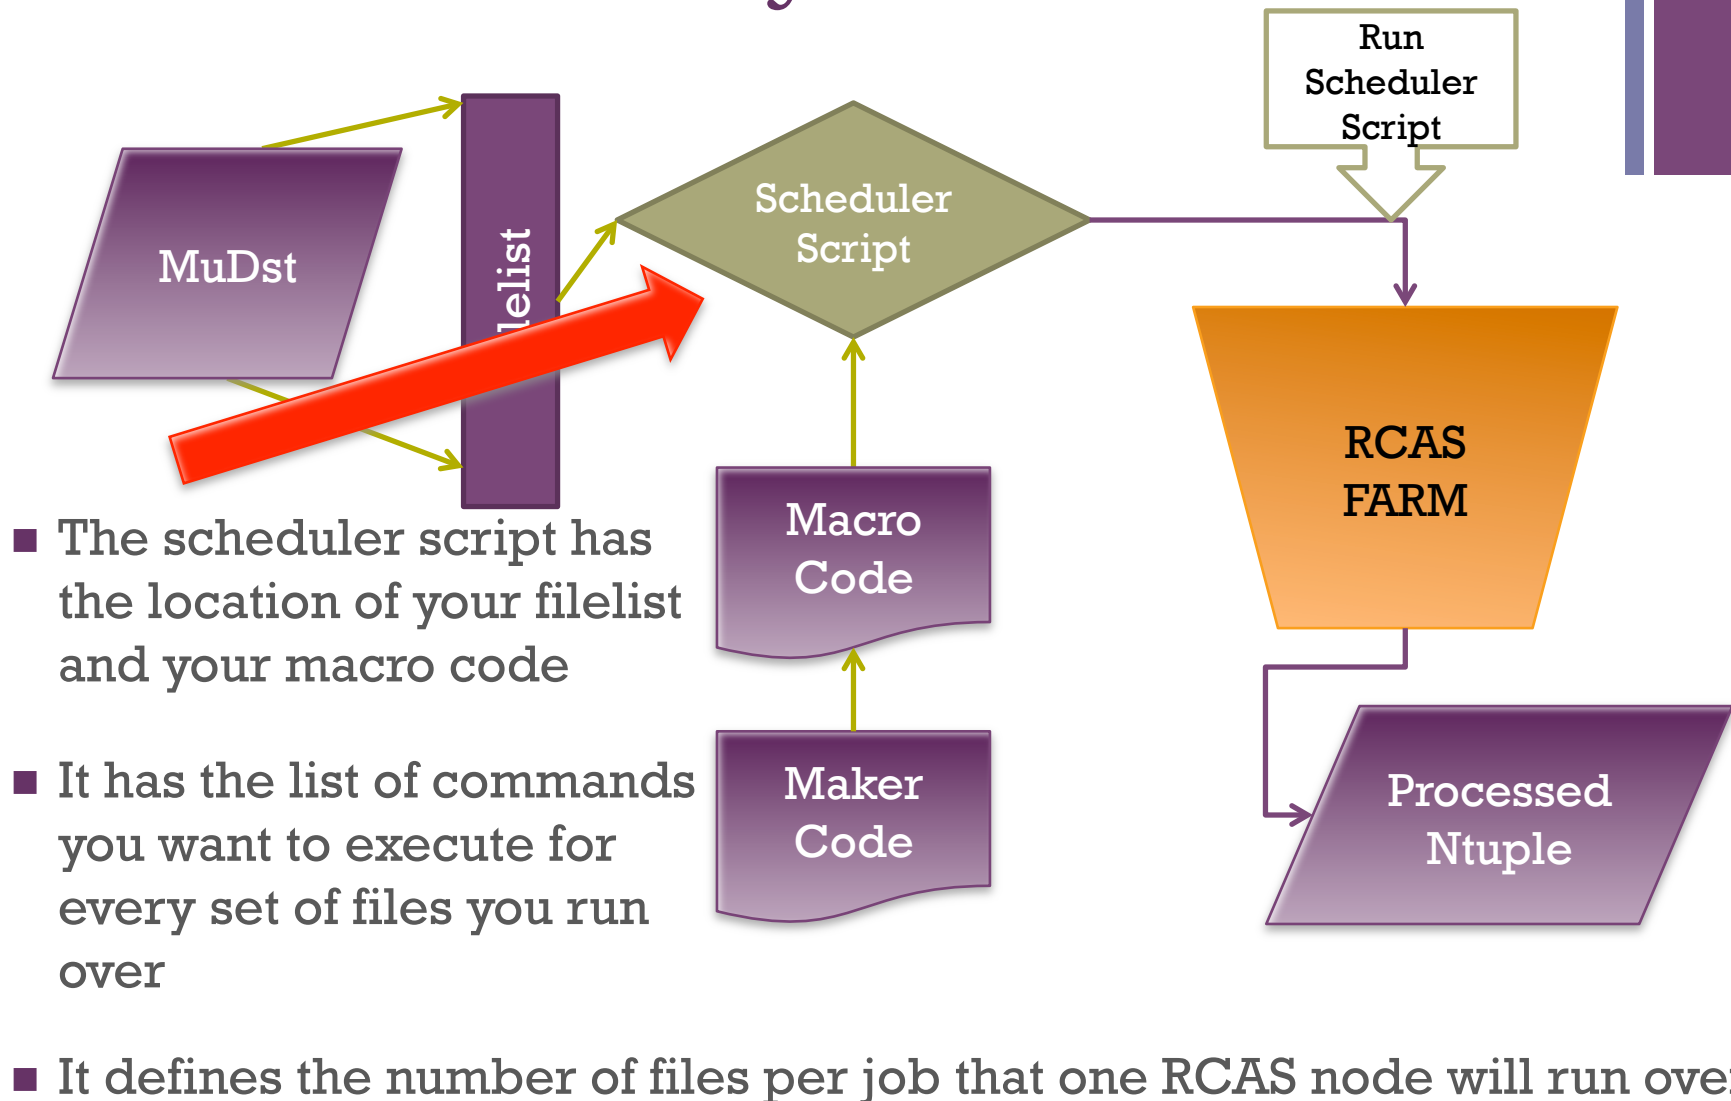 Run
Scheduler
Script
Scheduler
Script
MuDst
lelist
RCAS
FARM
Macro
Code
The scheduler script has
the location of your filelist
and your macro code
It has the list of commands
you want to execute for
every set of files you run
over
Maker
Code
Processed
Ntuple
It defines the number of files per job that one RCAS node will run over